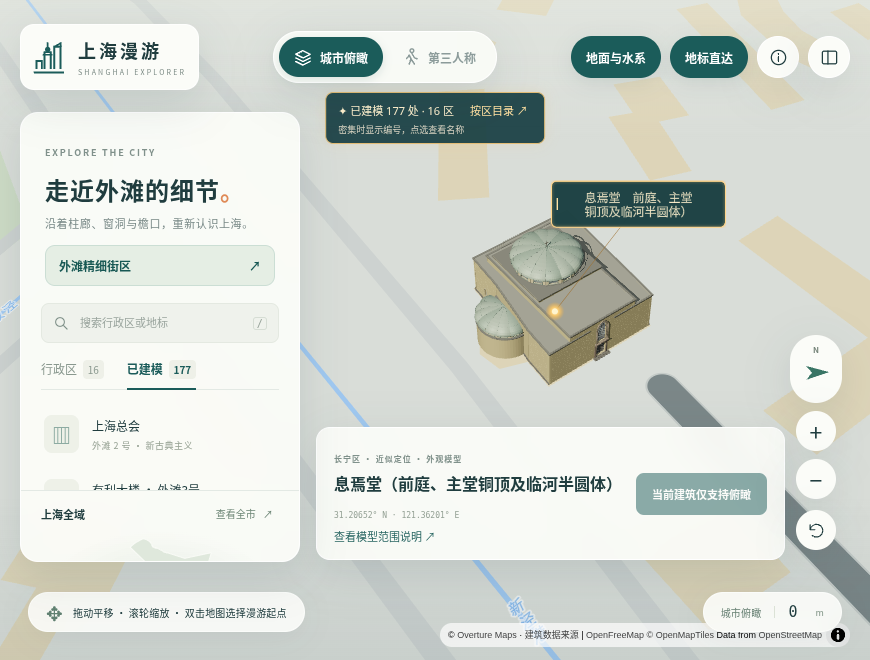 上海漫游
SHANGHAI EXPLORER
城市俯瞰
第三人称
地面与水系
地标直达
✦ 已建模 177 处 · 16 区 按区目录 ↗
密集时显示编号，点选查看名称
EXPLORE THE CITY
走近外滩的细节。
沿着柱廊、窗洞与檐口，重新认识上海。
外滩精细街区 ↗
搜索行政区或地标 /
行政区 16
已建模 177
上海总会
外滩 2 号 · 新古典主义
有利大楼 · 外滩3号
上海全域
查看全市 ↗
息焉堂 前庭、主堂
铜顶及临河半圆体）
N
+
−
长宁区 · 近似定位 · 外观模型
息焉堂（前庭、主堂铜顶及临河半圆体）
31.20652° N · 121.36201° E
查看模型范围说明 ↗
当前建筑仅支持俯瞰
拖动平移 · 滚轮缩放 · 双击地图选择漫游起点
城市俯瞰 0 m
© Overture Maps · 建筑数据来源 | OpenFreeMap © OpenMapTiles Data from OpenStreetMap